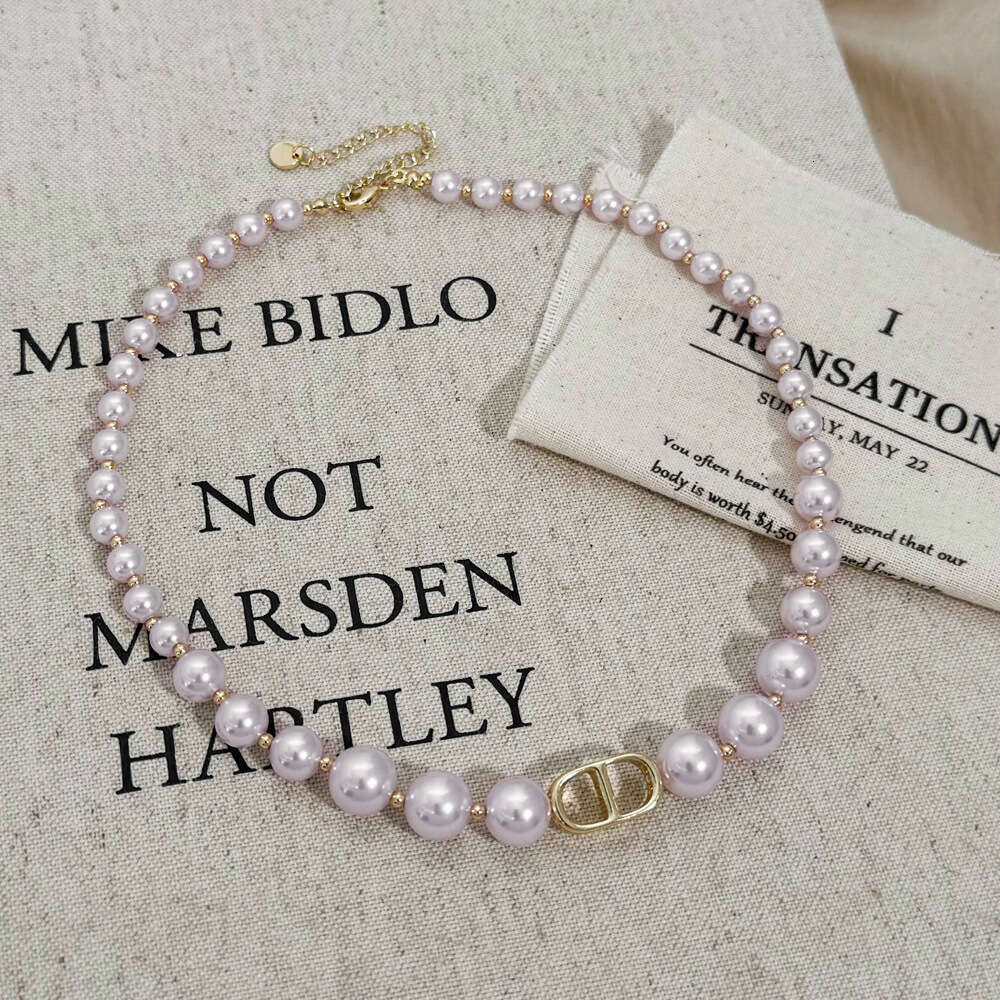 MIKE BIDLO
NOT
MARSDEN
HARTLEY
I
TRANSATION
SUNDAY, MAY 22
You often hear the engend that our
body is worth $4.50